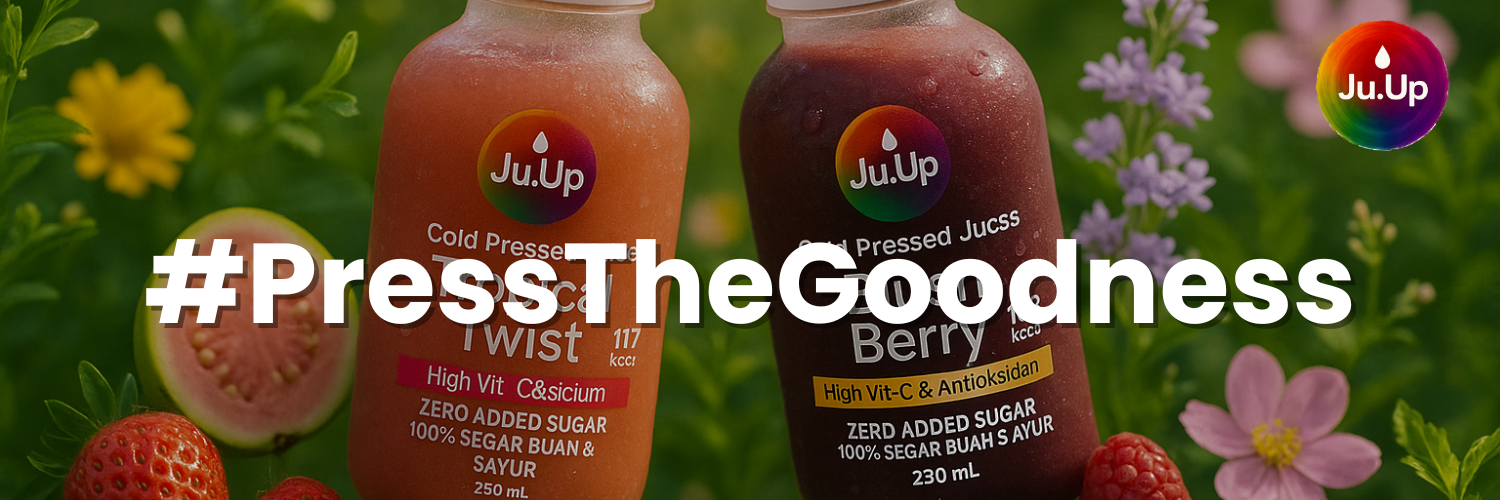 Ju.Up
#PressTheGoodness
Ju.Up
Cold
Twist
117
kccı
High Vit C&sicium
ZERO ADDED SUGAR
100% SEGAR BUAN &
SAYUR
250 mL
Ju.Up
Pressed Jucss
Berry
High Vit-C & Antioksidan
ZERD ADDED SUGAR
100% SEGAR BUAH S AYUR
230 mL